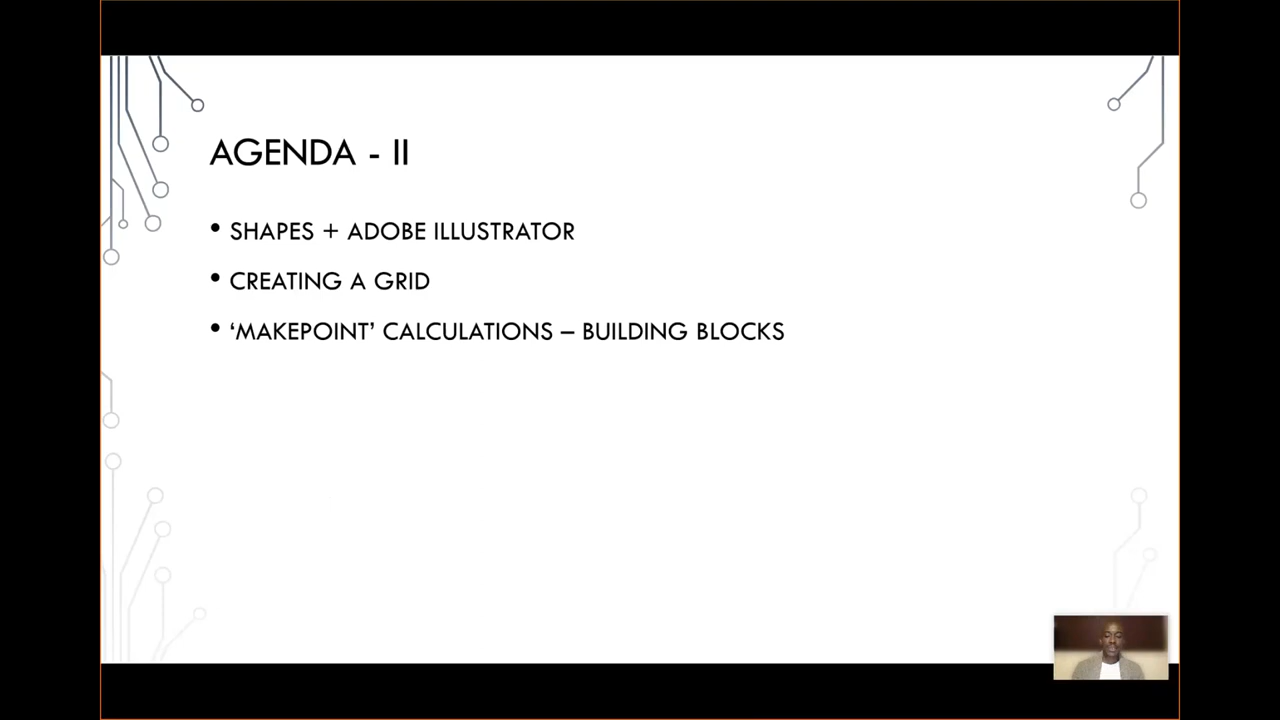 AGENDA - II
• SHAPES + ADOBE ILLUSTRATOR
• CREATING A GRID
• ‘MAKEPOINT’ CALCULATIONS – BUILDING BLOCKS